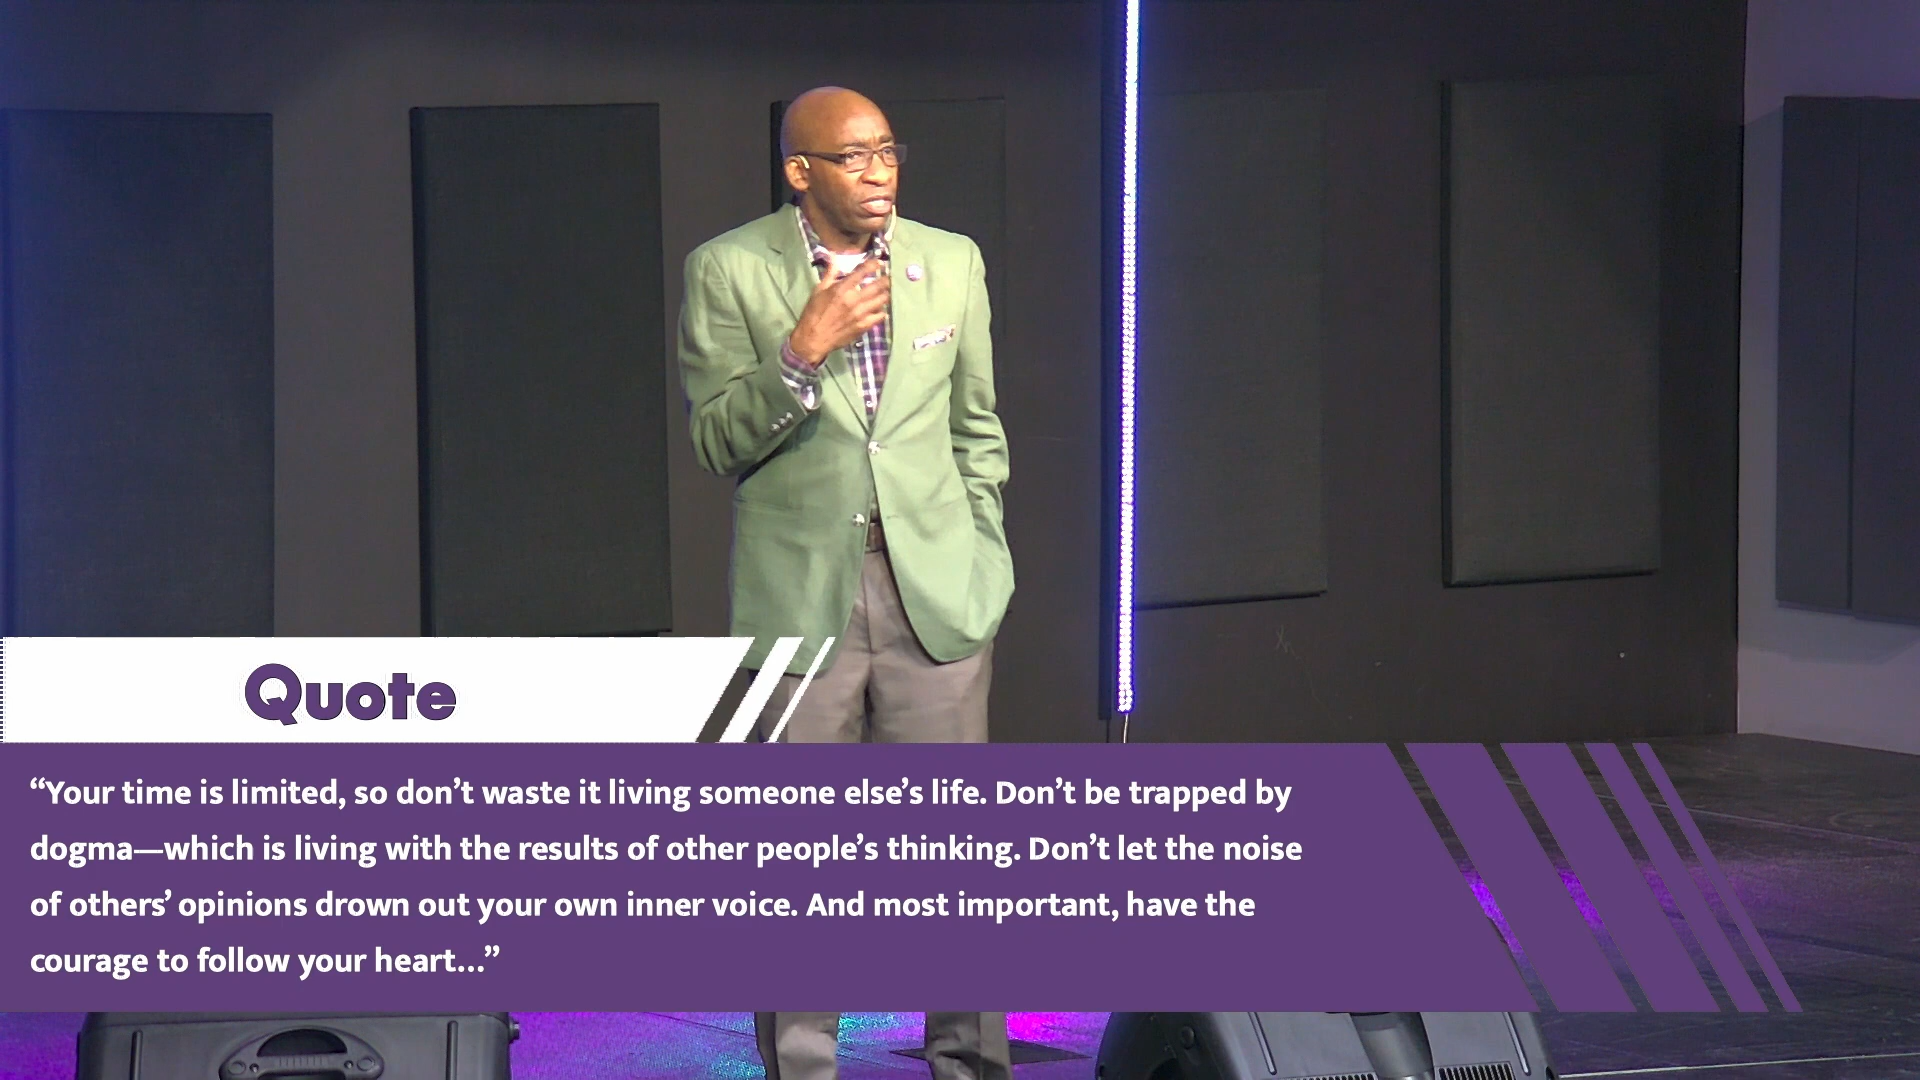 Quote
“Your time is limited, so don’t waste it living someone else’s life. Don’t be trapped by
dogma—which is living with the results of other people’s thinking. Don’t let the noise
of others’ opinions drown out your own inner voice. And most important, have the
courage to follow your heart...”